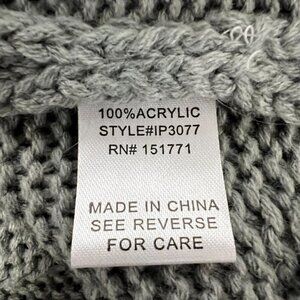 100%ACRYLIC
STYLE#IP3077
RN# 151771
MADE IN CHINA
SEE REVERSE
FOR CARE